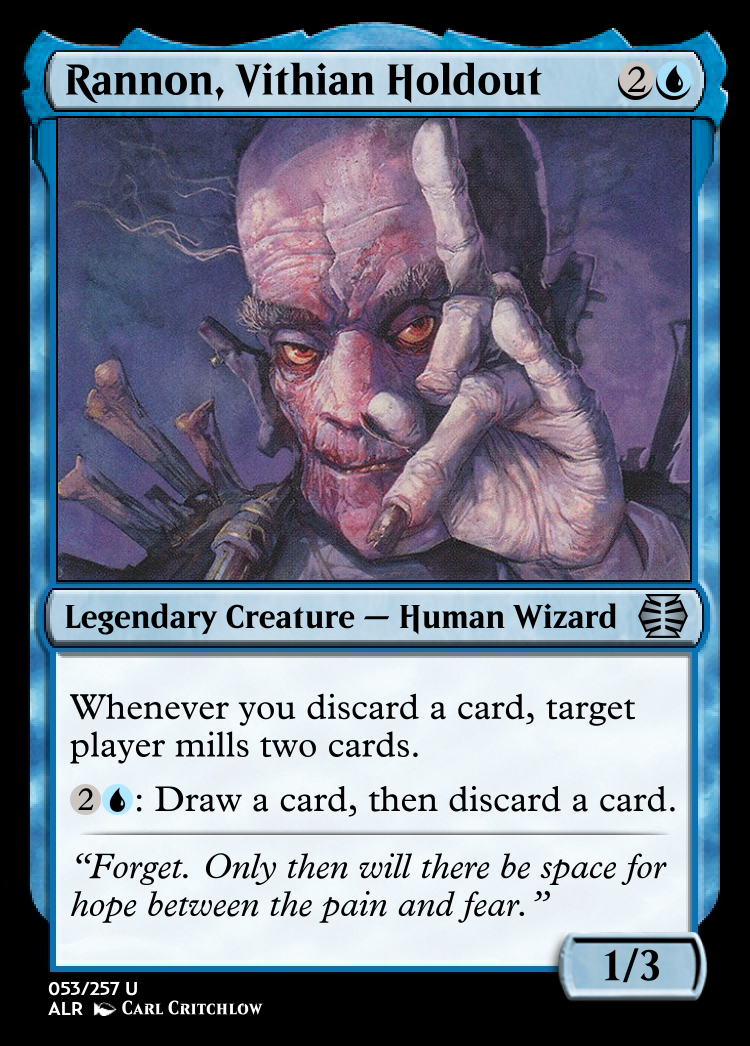 Rannon, Vithian Holdout 2
Legendary Creature — Human Wizard
Whenever you discard a card, target
player mills two cards.
2: Draw a card, then discard a card.
“Forget. Only then will there be space for
hope between the pain and fear.”
1/3
053/257 U
ALR Carl Critchlow